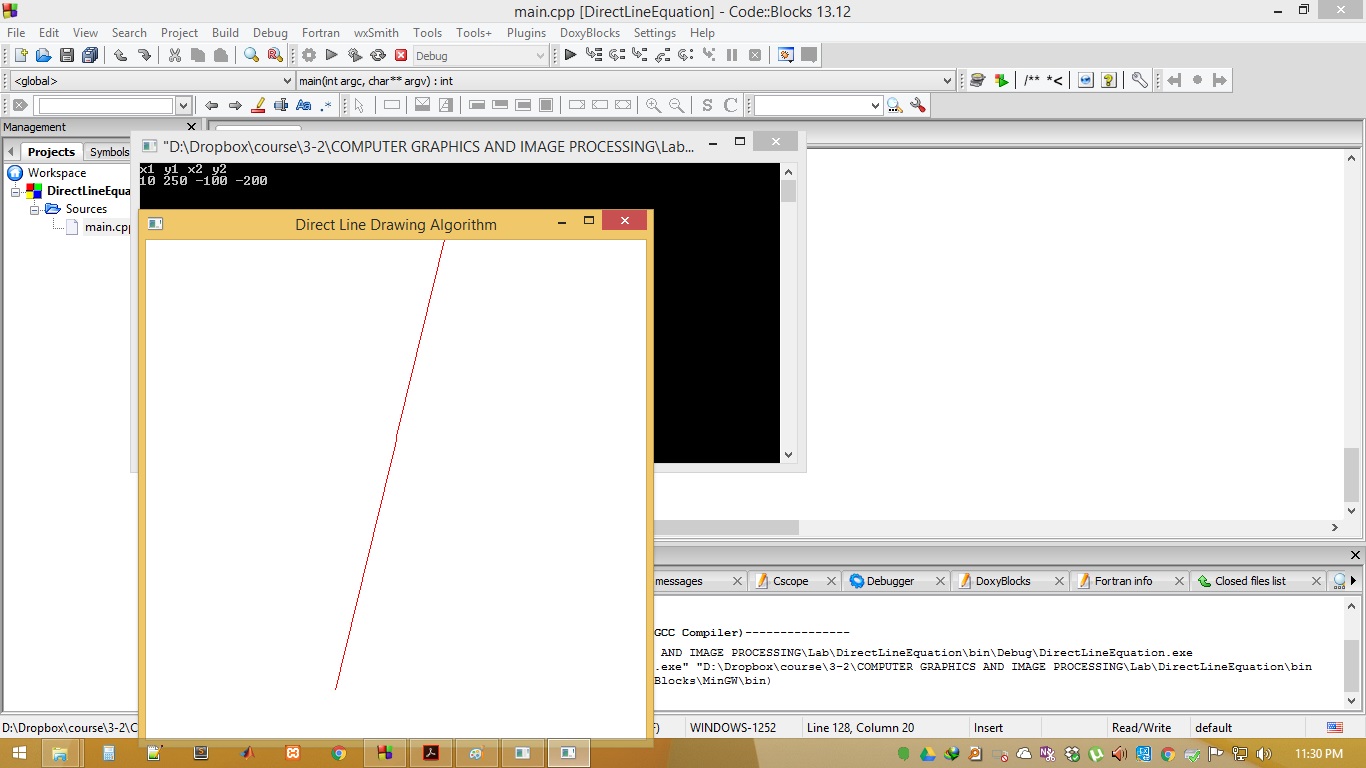 main.cpp [DirectLineEquation] - Code::Blocks 13.12
File Edit View Search Project Build Debug Fortran wxSmith Tools Tools+ Plugins DoxyBlocks Settings Help
Debug
<global> main(int argc, char** argv) : int /** *<
Aa .* S C
Management
Projects Symbols
"D:\Dropbox\course\3-2\COMPUTER GRAPHICS AND IMAGE PROCESSING\Lab...
Workspace
x1 y1 x2 y2
10 250 -100 -200
DirectLineEqua
Sources
main.cpp
Direct Line Drawing Algorithm
messages Cscope Debugger DoxyBlocks Fortran info Closed files list
GCC Compiler)---------------
AND IMAGE PROCESSING\Lab\DirectLineEquation\bin\Debug\DirectLineEquation.exe
.exe" "D:\Dropbox\course\3-2\COMPUTER GRAPHICS AND IMAGE PROCESSING\Lab\DirectLineEquation\bin
Blocks\MinGW\bin)
D:\Dropbox\course\3-2\C WINDOWS-1252 Line 128, Column 20 Insert Read/Write default
11:30 PM